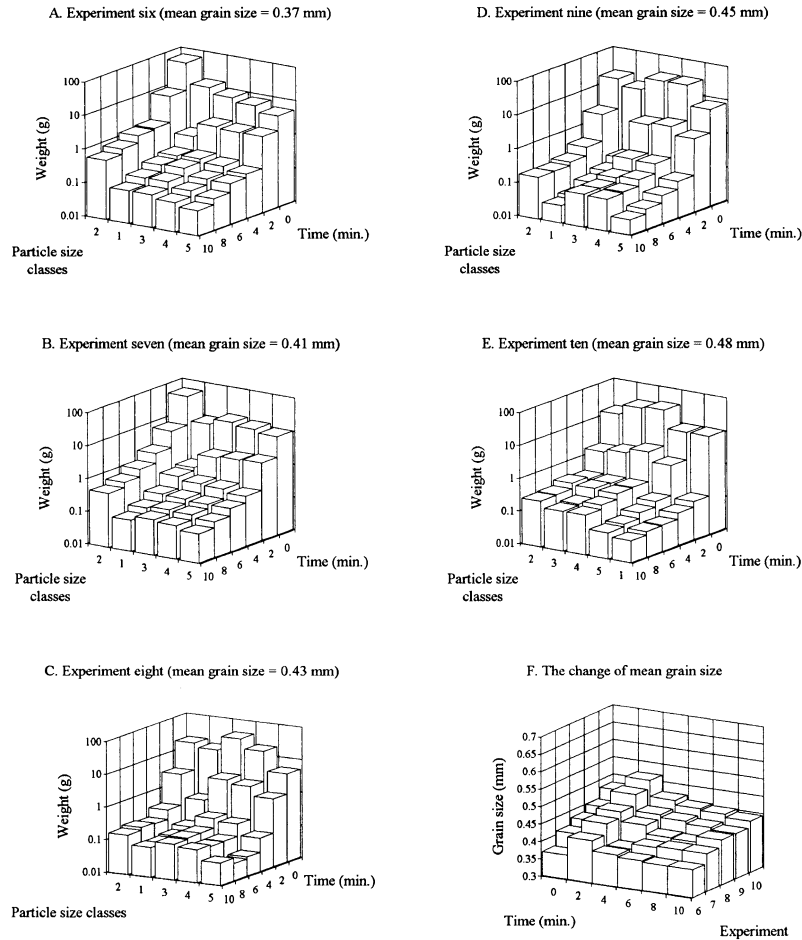 A. Experiment six (mean grain size = 0.37 mm)
100
10
1
0.1
0.01
Weight (g)
2 1 3 4 5
10 8 6 4 2 0
Time (min.)
Particle size
classes
D. Experiment nine (mean grain size = 0.45 mm)
100
10
1
0.1
0.01
Weight (g)
2 1 3 4 5
10 8 6 4 2 0
Time (min.)
Particle size
classes
B. Experiment seven (mean grain size = 0.41 mm)
100
10
1
0.1
0.01
Weight (g)
2 1 3 4 5
10 8 6 4 2 0
Time (min.)
Particle size
classes
E. Experiment ten (mean grain size = 0.48 mm)
100
10
1
0.1
0.01
Weight (g)
2 3 4 5 1
10 8 6 4 2 0
Time (min.)
Particle size
classes
C. Experiment eight (mean grain size = 0.43 mm)
100
10
1
0.1
0.01
Weight (g)
2 1 3 4 5
10 8 6 4 2 0
Time (min.)
Particle size classes
F. The change of mean grain size
0.7
0.65
0.6
0.55
0.5
0.45
0.4
0.35
0.3
Grain size (mm)
0 2 4 6 8 10
6 7 8 9 10
Time (min.)
Experiment